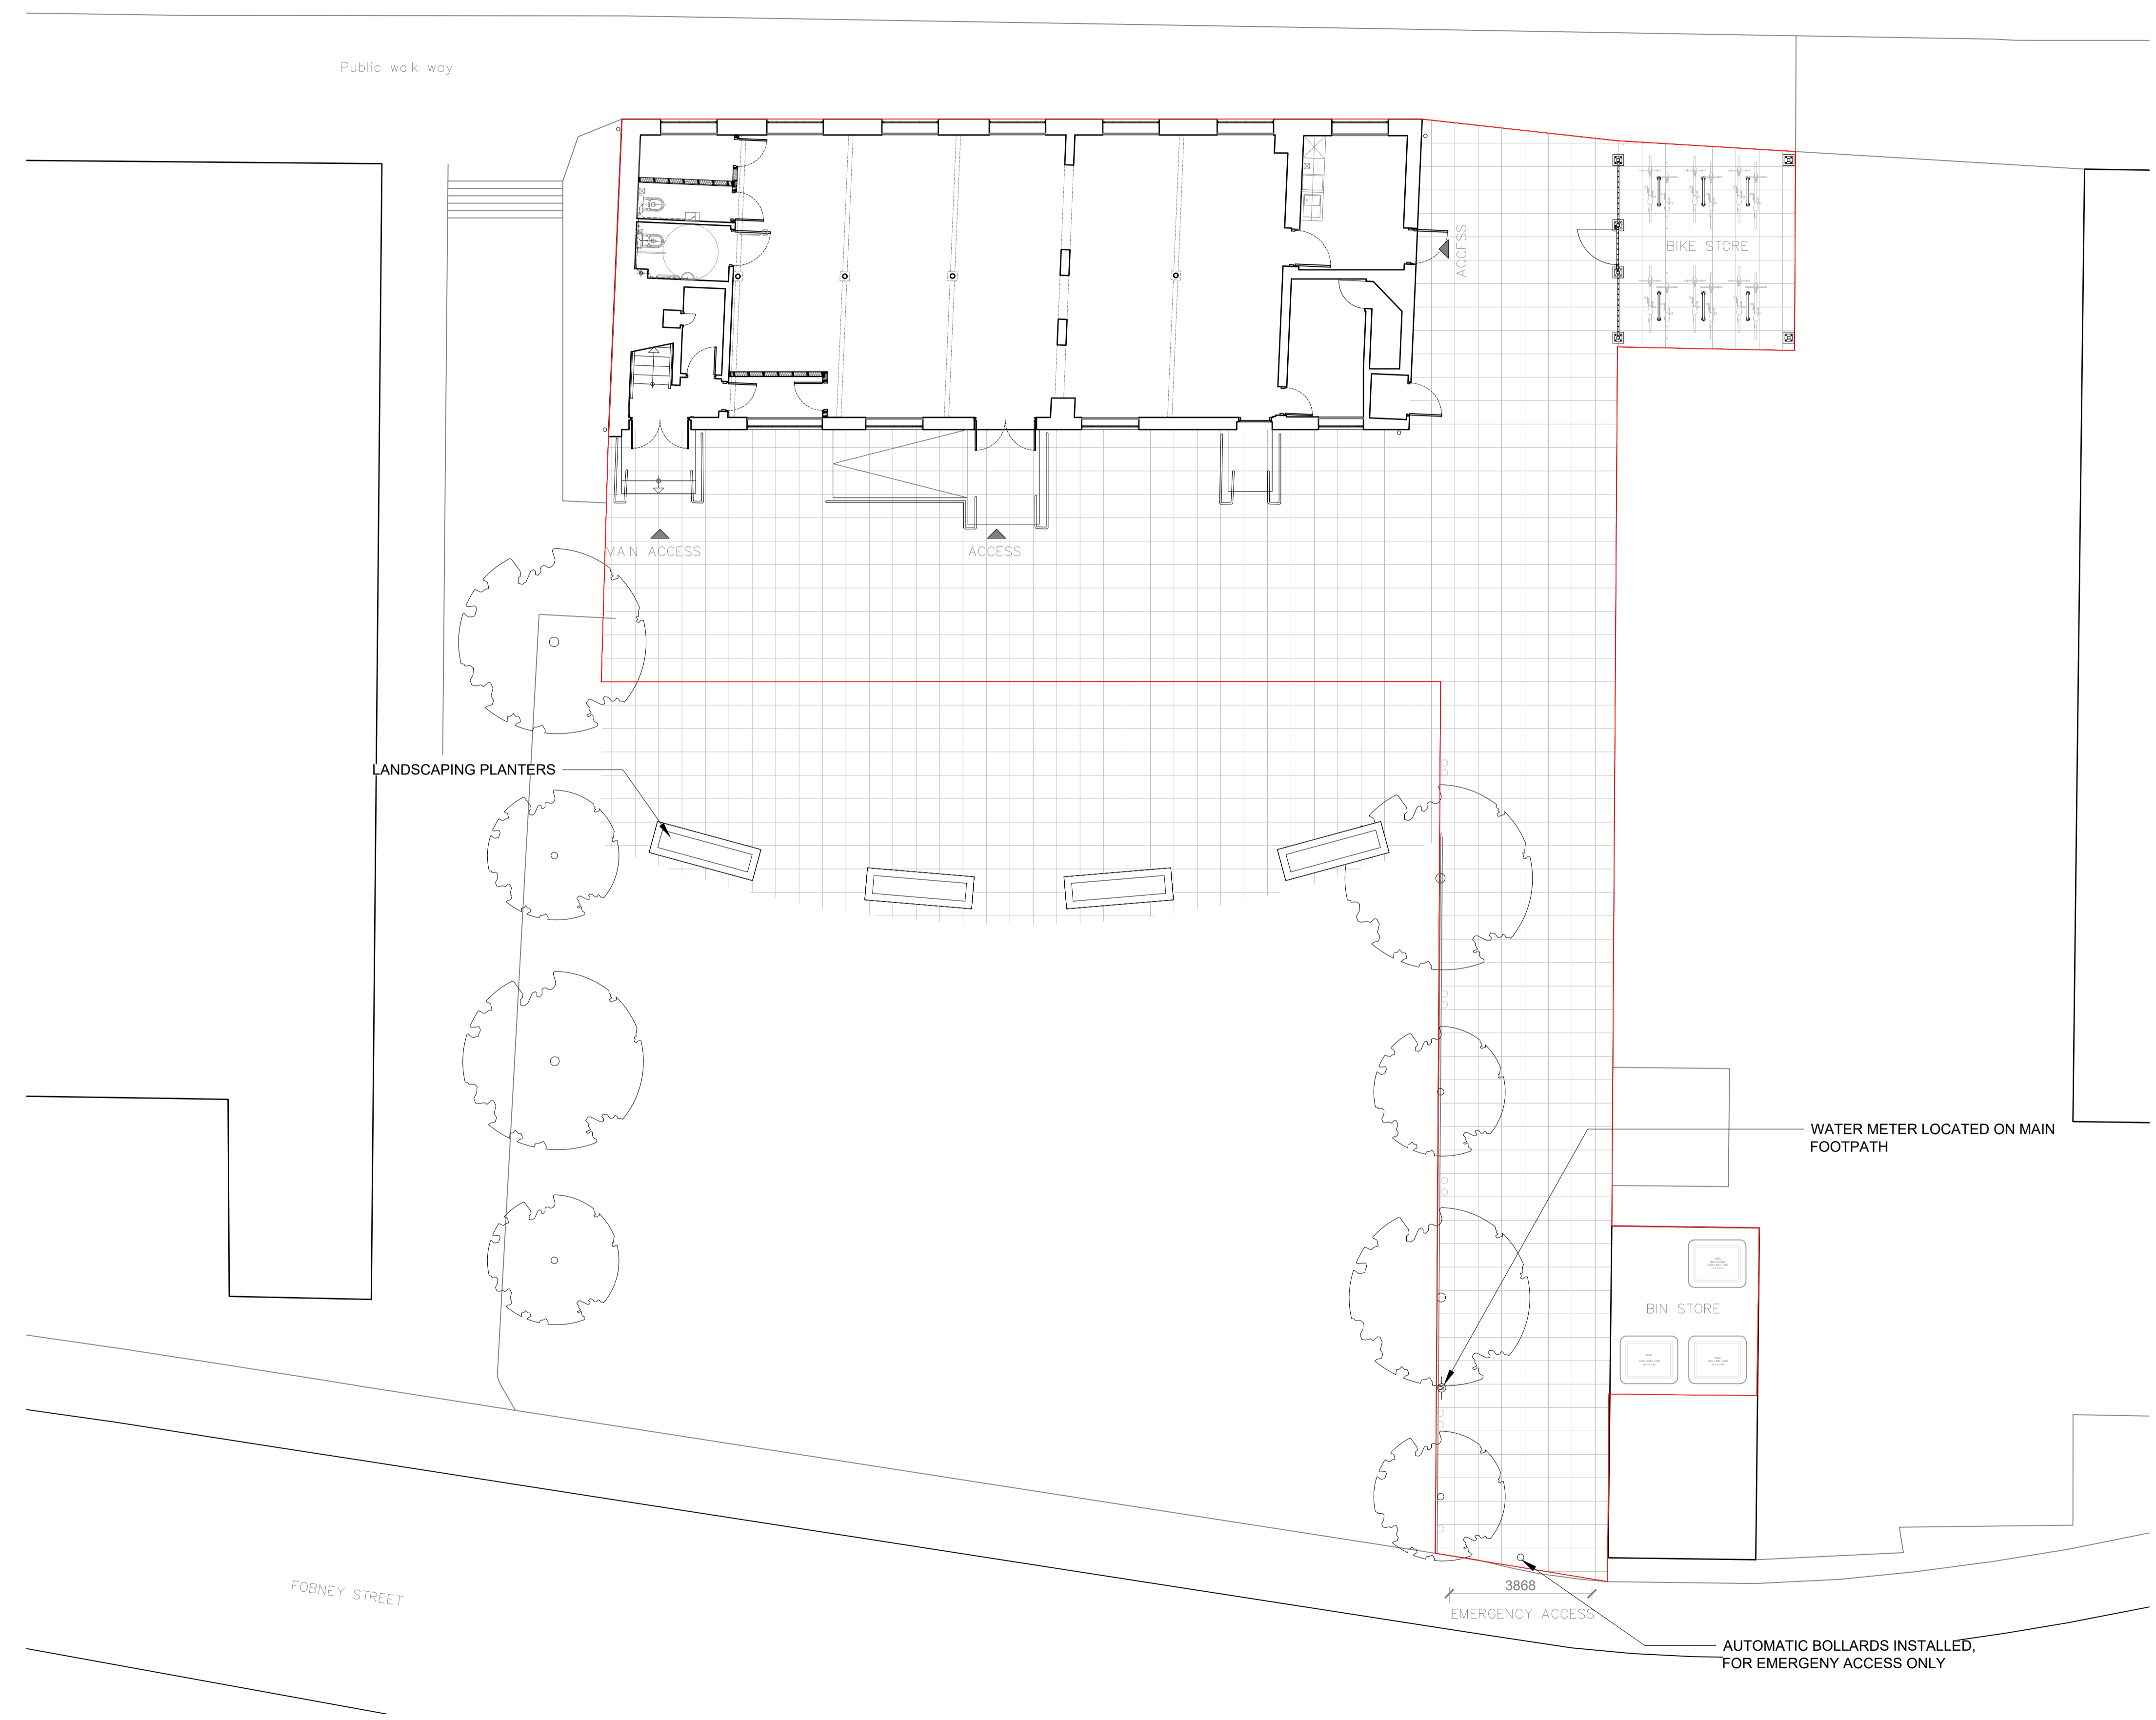 Public walk way
ACCESS
BIKE STORE
MAIN ACCESS
ACCESS
LANDSCAPING PLANTERS
WATER METER LOCATED ON MAIN
FOOTPATH
BIN STORE
FOBNEY STREET
3868
EMERGENCY ACCESS
AUTOMATIC BOLLARDS INSTALLED,
FOR EMERGENY ACCESS ONLY